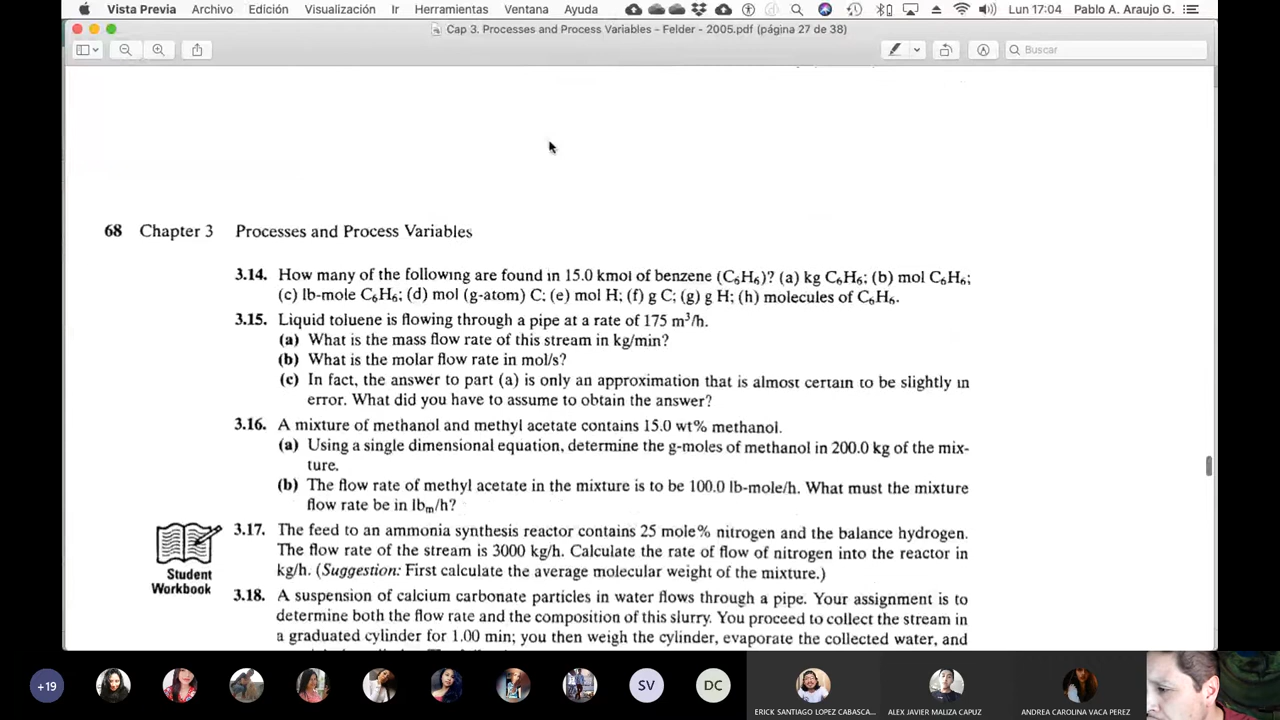 Vista Previa Archivo Edición Visualización Ir Herramientas Ventana Ayuda Lun 17:04 Pablo A. Araujo G.
Cap 3. Processes and Process Variables – Felder - 2005.pdf (página 27 de 38)
Buscar
68 Chapter 3 Processes and Process Variables
3.14. How many of the following are found in 15.0 kmol of benzene (C₆H₆)? (a) kg C₆H₆; (b) mol C₆H₆;
(c) lb-mole C₆H₆; (d) mol (g-atom) C; (e) mol H; (f) g C; (g) g H; (h) molecules of C₆H₆.
3.15. Liquid toluene is flowing through a pipe at a rate of 175 m³/h.
(a) What is the mass flow rate of this stream in kg/min?
(b) What is the molar flow rate in mol/s?
(c) In fact, the answer to part (a) is only an approximation that is almost certain to be slightly in
error. What did you have to assume to obtain the answer?
3.16. A mixture of methanol and methyl acetate contains 15.0 wt% methanol.
(a) Using a single dimensional equation, determine the g-moles of methanol in 200.0 kg of the mix-
ture.
(b) The flow rate of methyl acetate in the mixture is to be 100.0 lb-mole/h. What must the mixture
flow rate be in lbₘ/h?
3.17. The feed to an ammonia synthesis reactor contains 25 mole% nitrogen and the balance hydrogen.
The flow rate of the stream is 3000 kg/h. Calculate the rate of flow of nitrogen into the reactor in
kg/h. (Suggestion: First calculate the average molecular weight of the mixture.)
Student
Workbook
3.18. A suspension of calcium carbonate particles in water flows through a pipe. Your assignment is to
determine both the flow rate and the composition of this slurry. You proceed to collect the stream in
a graduated cylinder for 1.00 min; you then weigh the cylinder, evaporate the collected water, and
+19 SV DC
ERICK SANTIAGO LOPEZ CABASCA... ALEX JAVIER MALIZA CAPUZ ANDREA CAROLINA VACA PEREZ